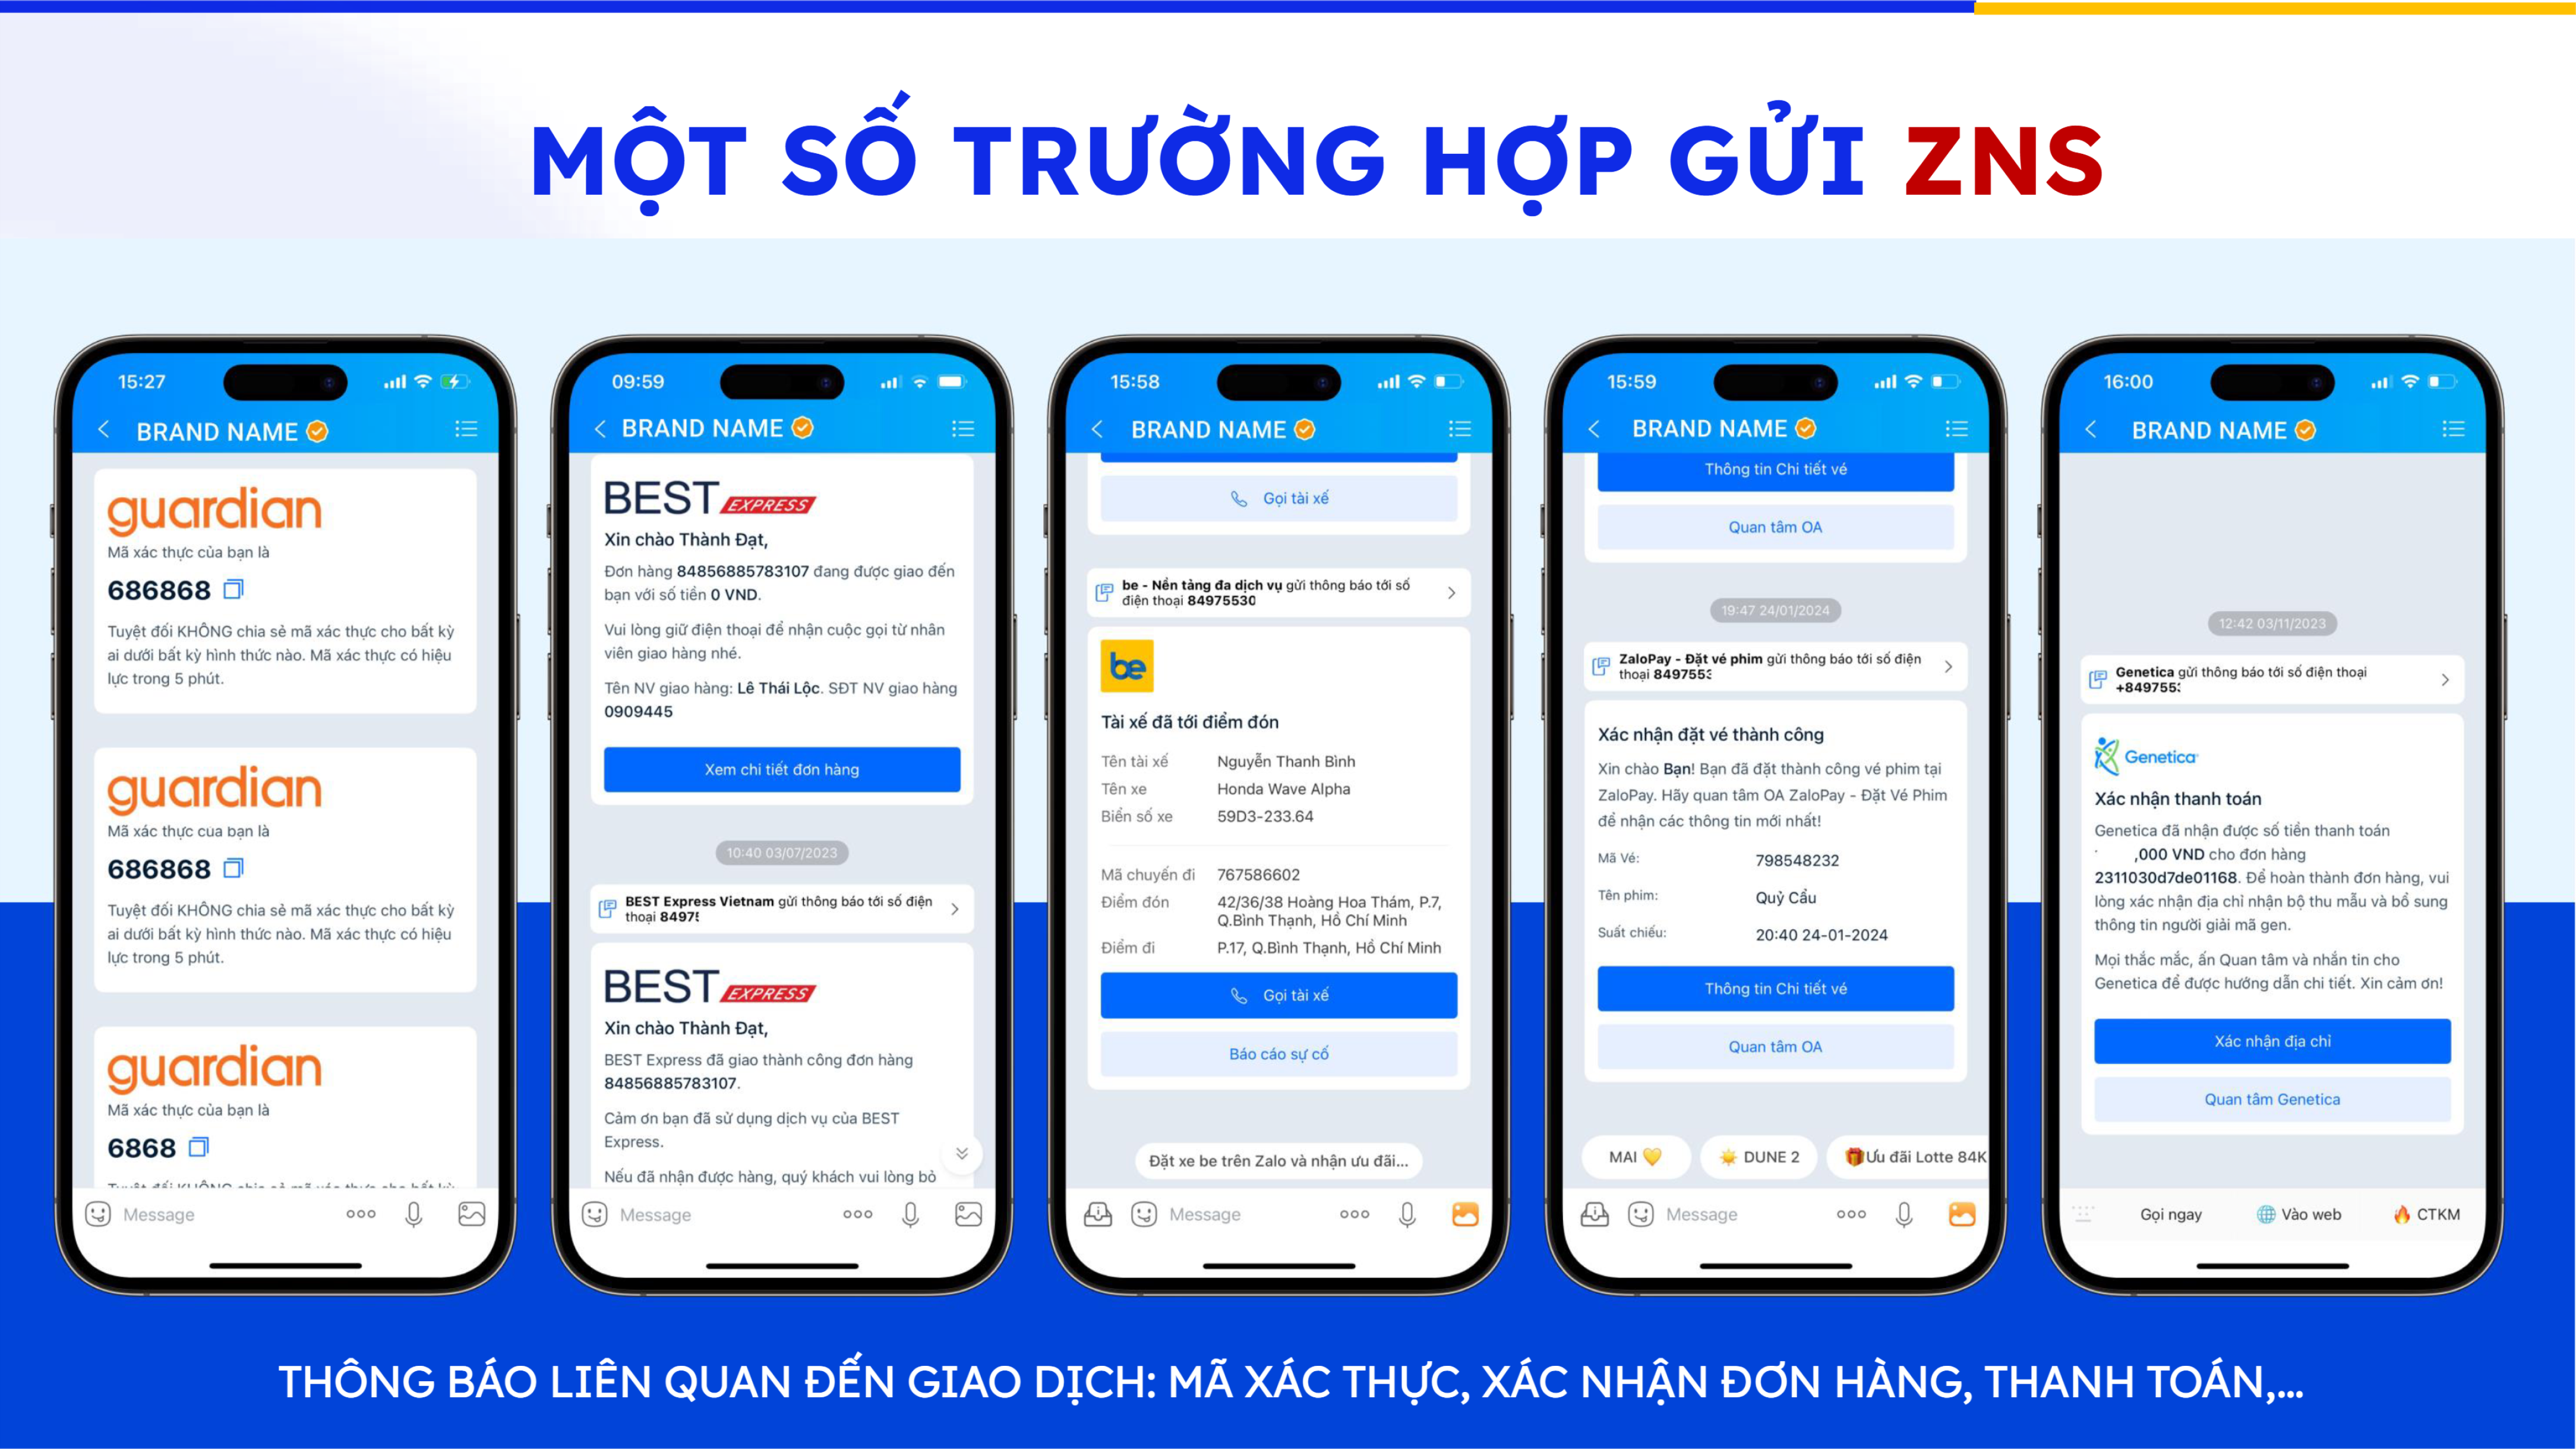 MỘT SỐ TRƯỜNG HỢP GỬI ZNS
15:27
BRAND NAME
guardian
Mã xác thực của bạn là
686868
Tuyệt đối KHÔNG chia sẻ mã xác thực cho bất kỳ
ai dưới bất kỳ hình thức nào. Mã xác thực có hiệu
lực trong 5 phút.
guardian
Mã xác thực của bạn là
686868
Tuyệt đối KHÔNG chia sẻ mã xác thực cho bất kỳ
ai dưới bất kỳ hình thức nào. Mã xác thực có hiệu
lực trong 5 phút.
guardian
Mã xác thực của bạn là
6868
Message
09:59
BRAND NAME
BEST EXPRESS
Xin chào Thành Đạt,
Đơn hàng 84856885783107 đang được giao đến
bạn với số tiền 0 VND.
Vui lòng giữ điện thoại để nhận cuộc gọi từ nhân
viên giao hàng nhé.
Tên NV giao hàng: Lê Thái Lộc. SĐT NV giao hàng
0909445
Xem chi tiết đơn hàng
10:40 03/07/2023
BEST Express Vietnam gửi thông báo tới số điện
thoại 8497
BEST EXPRESS
Xin chào Thành Đạt,
BEST Express đã giao thành công đơn hàng
84856885783107.
Cảm ơn bạn đã sử dụng dịch vụ của BEST
Express.
Nếu đã nhận được hàng, quý khách vui lòng bỏ
Message
15:58
BRAND NAME
Gọi tài xế
be - Nền tảng đa dịch vụ gửi thông báo tới số
điện thoại 84975530
be
Tài xế đã tới điểm đón
Tên tài xế Nguyễn Thanh Bình
Tên xe Honda Wave Alpha
Biển số xe 59D3-233.64
Mã chuyến đi 767586602
Điểm đón 42/36/38 Hoàng Hoa Thám, P.7,
Q.Bình Thạnh, Hồ Chí Minh
Điểm đi P.17, Q.Bình Thạnh, Hồ Chí Minh
Gọi tài xế
Báo cáo sự cố
Đặt xe be trên Zalo và nhận ưu đãi...
Message
15:59
BRAND NAME
Thông tin Chi tiết vé
Quan tâm OA
19:47 24/01/2024
ZaloPay - Đặt vé phim gửi thông báo tới số điện
thoại 849755
Xác nhận đặt vé thành công
Xin chào Bạn! Bạn đã đặt thành công vé phim tại
ZaloPay. Hãy quan tâm OA ZaloPay - Đặt Vé Phim
để nhận các thông tin mới nhất!
Mã Vé: 798548232
Tên phim: Quỷ Cẩu
Suất chiếu: 20:40 24-01-2024
Thông tin Chi tiết vé
Quan tâm OA
MAI DUNE 2 Ưu đãi Lotte 84K
Message
16:00
BRAND NAME
12:42 03/11/2023
Genetica gửi thông báo tới số điện thoại
+849755
Genetica
Xác nhận thanh toán
Genetica đã nhận được số tiền thanh toán
,000 VND cho đơn hàng
2311030d7de01168. Để hoàn thành đơn hàng, vui
lòng xác nhận địa chỉ nhận bộ thu mẫu và bổ sung
thông tin người giải mã gen.
Mọi thắc mắc, ấn Quan tâm và nhắn tin cho
Genetica để được hướng dẫn chi tiết. Xin cảm ơn!
Xác nhận địa chỉ
Quan tâm Genetica
Gọi ngay Vào web CTKM
THÔNG BÁO LIÊN QUAN ĐẾN GIAO DỊCH: MÃ XÁC THỰC, XÁC NHẬN ĐƠN HÀNG, THANH TOÁN,...